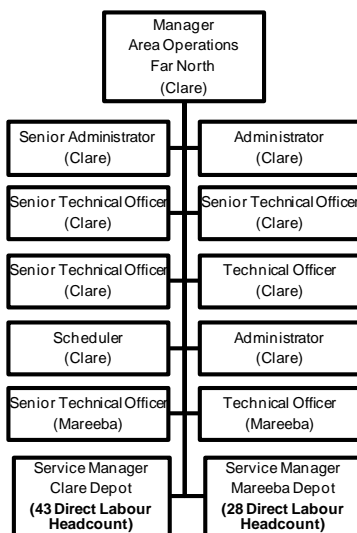 Manager
Area Operations
Far North
(Clare)
Senior Administrator
(Clare)
Administrator
(Clare)
Senior Technical Officer
(Clare)
Senior Technical Officer
(Clare)
Senior Technical Officer
(Clare)
Technical Officer
(Clare)
Scheduler
(Clare)
Administrator
(Clare)
Senior Technical Officer
(Mareeba)
Technical Officer
(Mareeba)
Service Manager
Clare Depot
(43 Direct Labour
Headcount)
Service Manager
Mareeba Depot
(28 Direct Labour
Headcount)